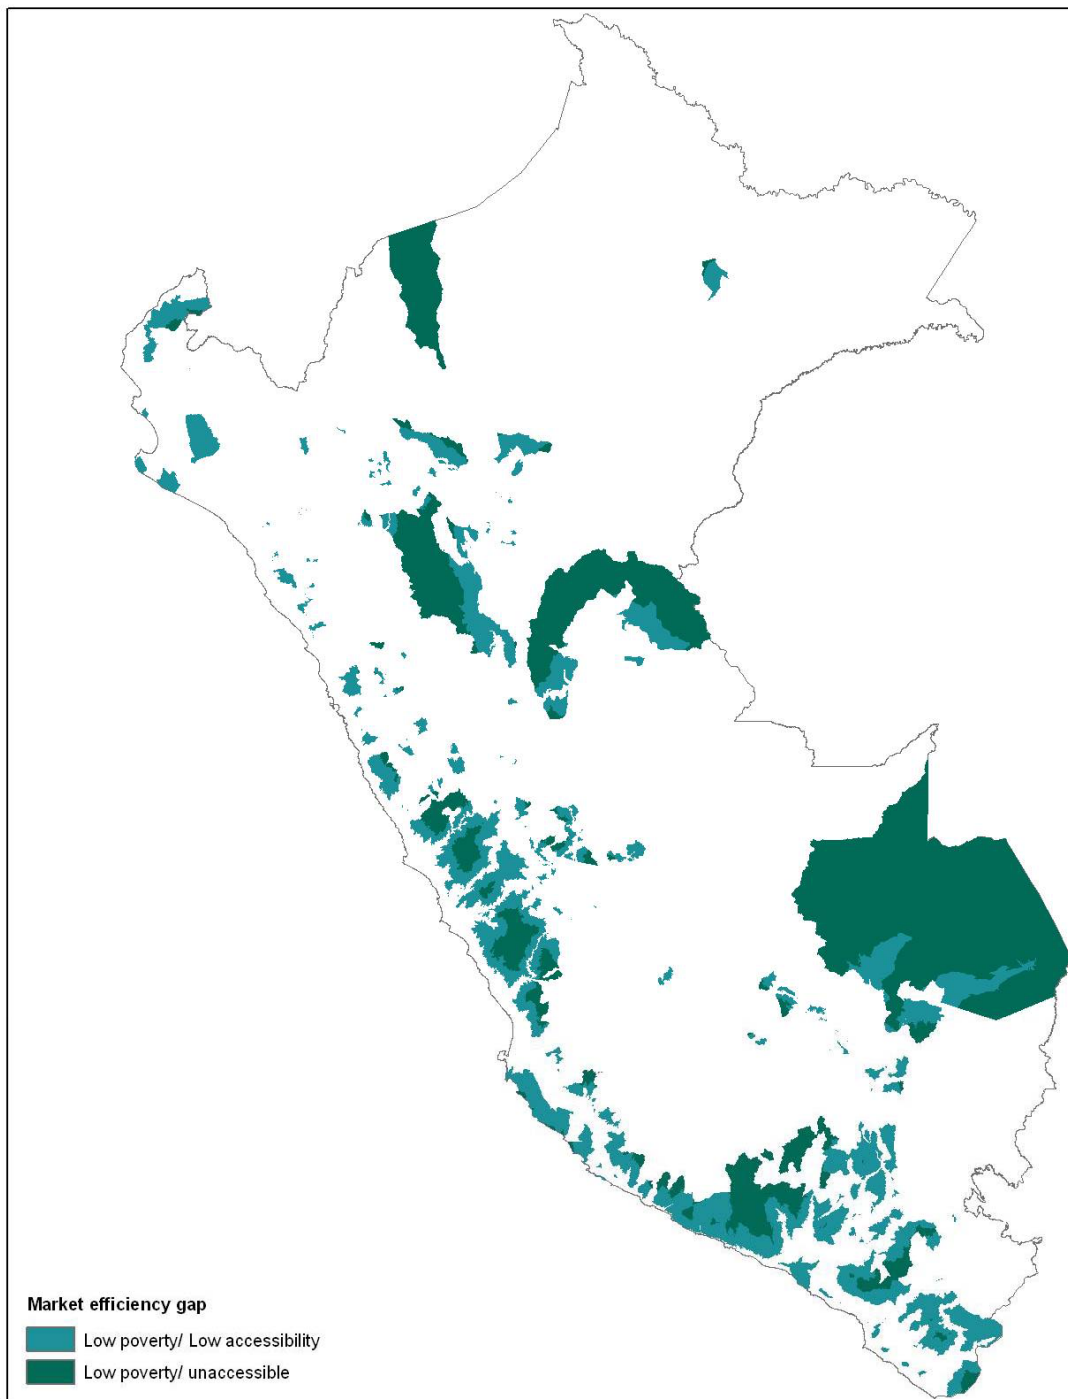 Market efficiency gap
Low poverty/ Low accessibility
Low poverty/ unaccessible